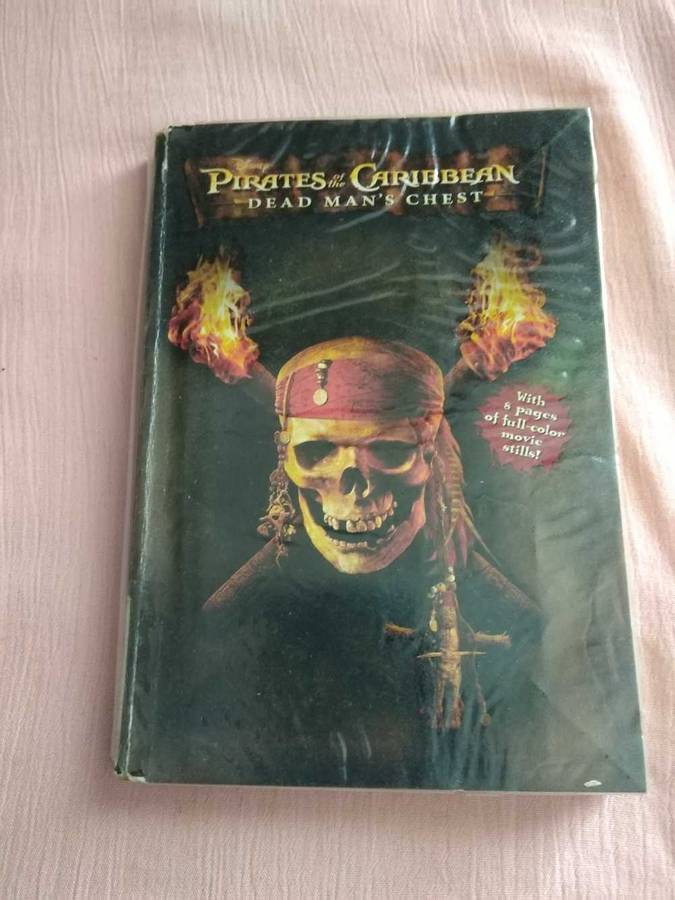 Disney
PIRATES of the CARIBBEAN
DEAD MAN'S CHEST
With
8 pages
of full-color
movie
stills!